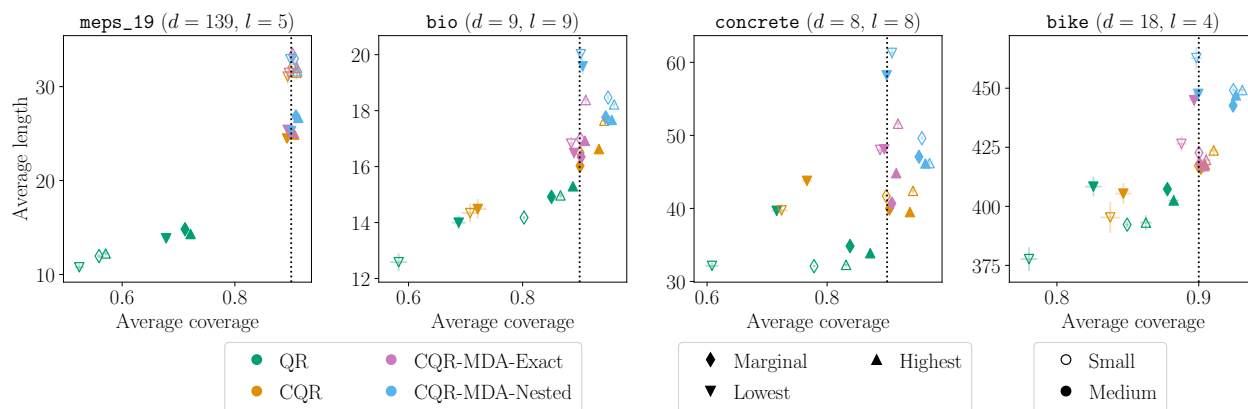 meps_19 (d = 139, l = 5)
bio (d = 9, l = 9)
concrete (d = 8, l = 8)
bike (d = 18, l = 4)
Average length
30
20
10
0.6
0.8
Average coverage
20
18
16
14
12
0.6
0.8
Average coverage
60
50
40
30
0.8
Average coverage
450
425
400
375
0.8
0.9
Average coverage
QR
CQR
CQR-MDA-Exact
CQR-MDA-Nested
Marginal
Lowest
Highest
Small
Medium